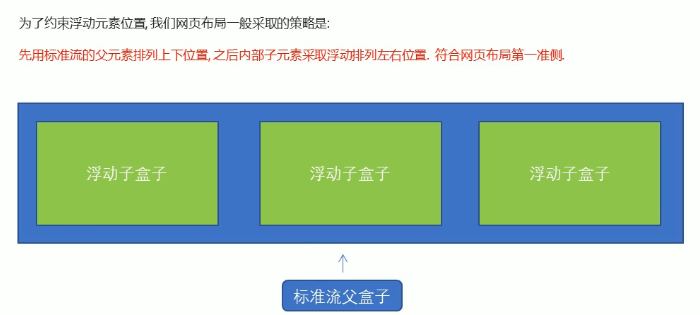 为了约束浮动元素位置,我们网页布局一般采取的策略是:
先用标准流的父元素排列上下位置,之后内部子元素采取浮动排列左右位置. 符合网页布局第一准侧.
浮动子盒子 浮动子盒子 浮动子盒子
标准流父盒子